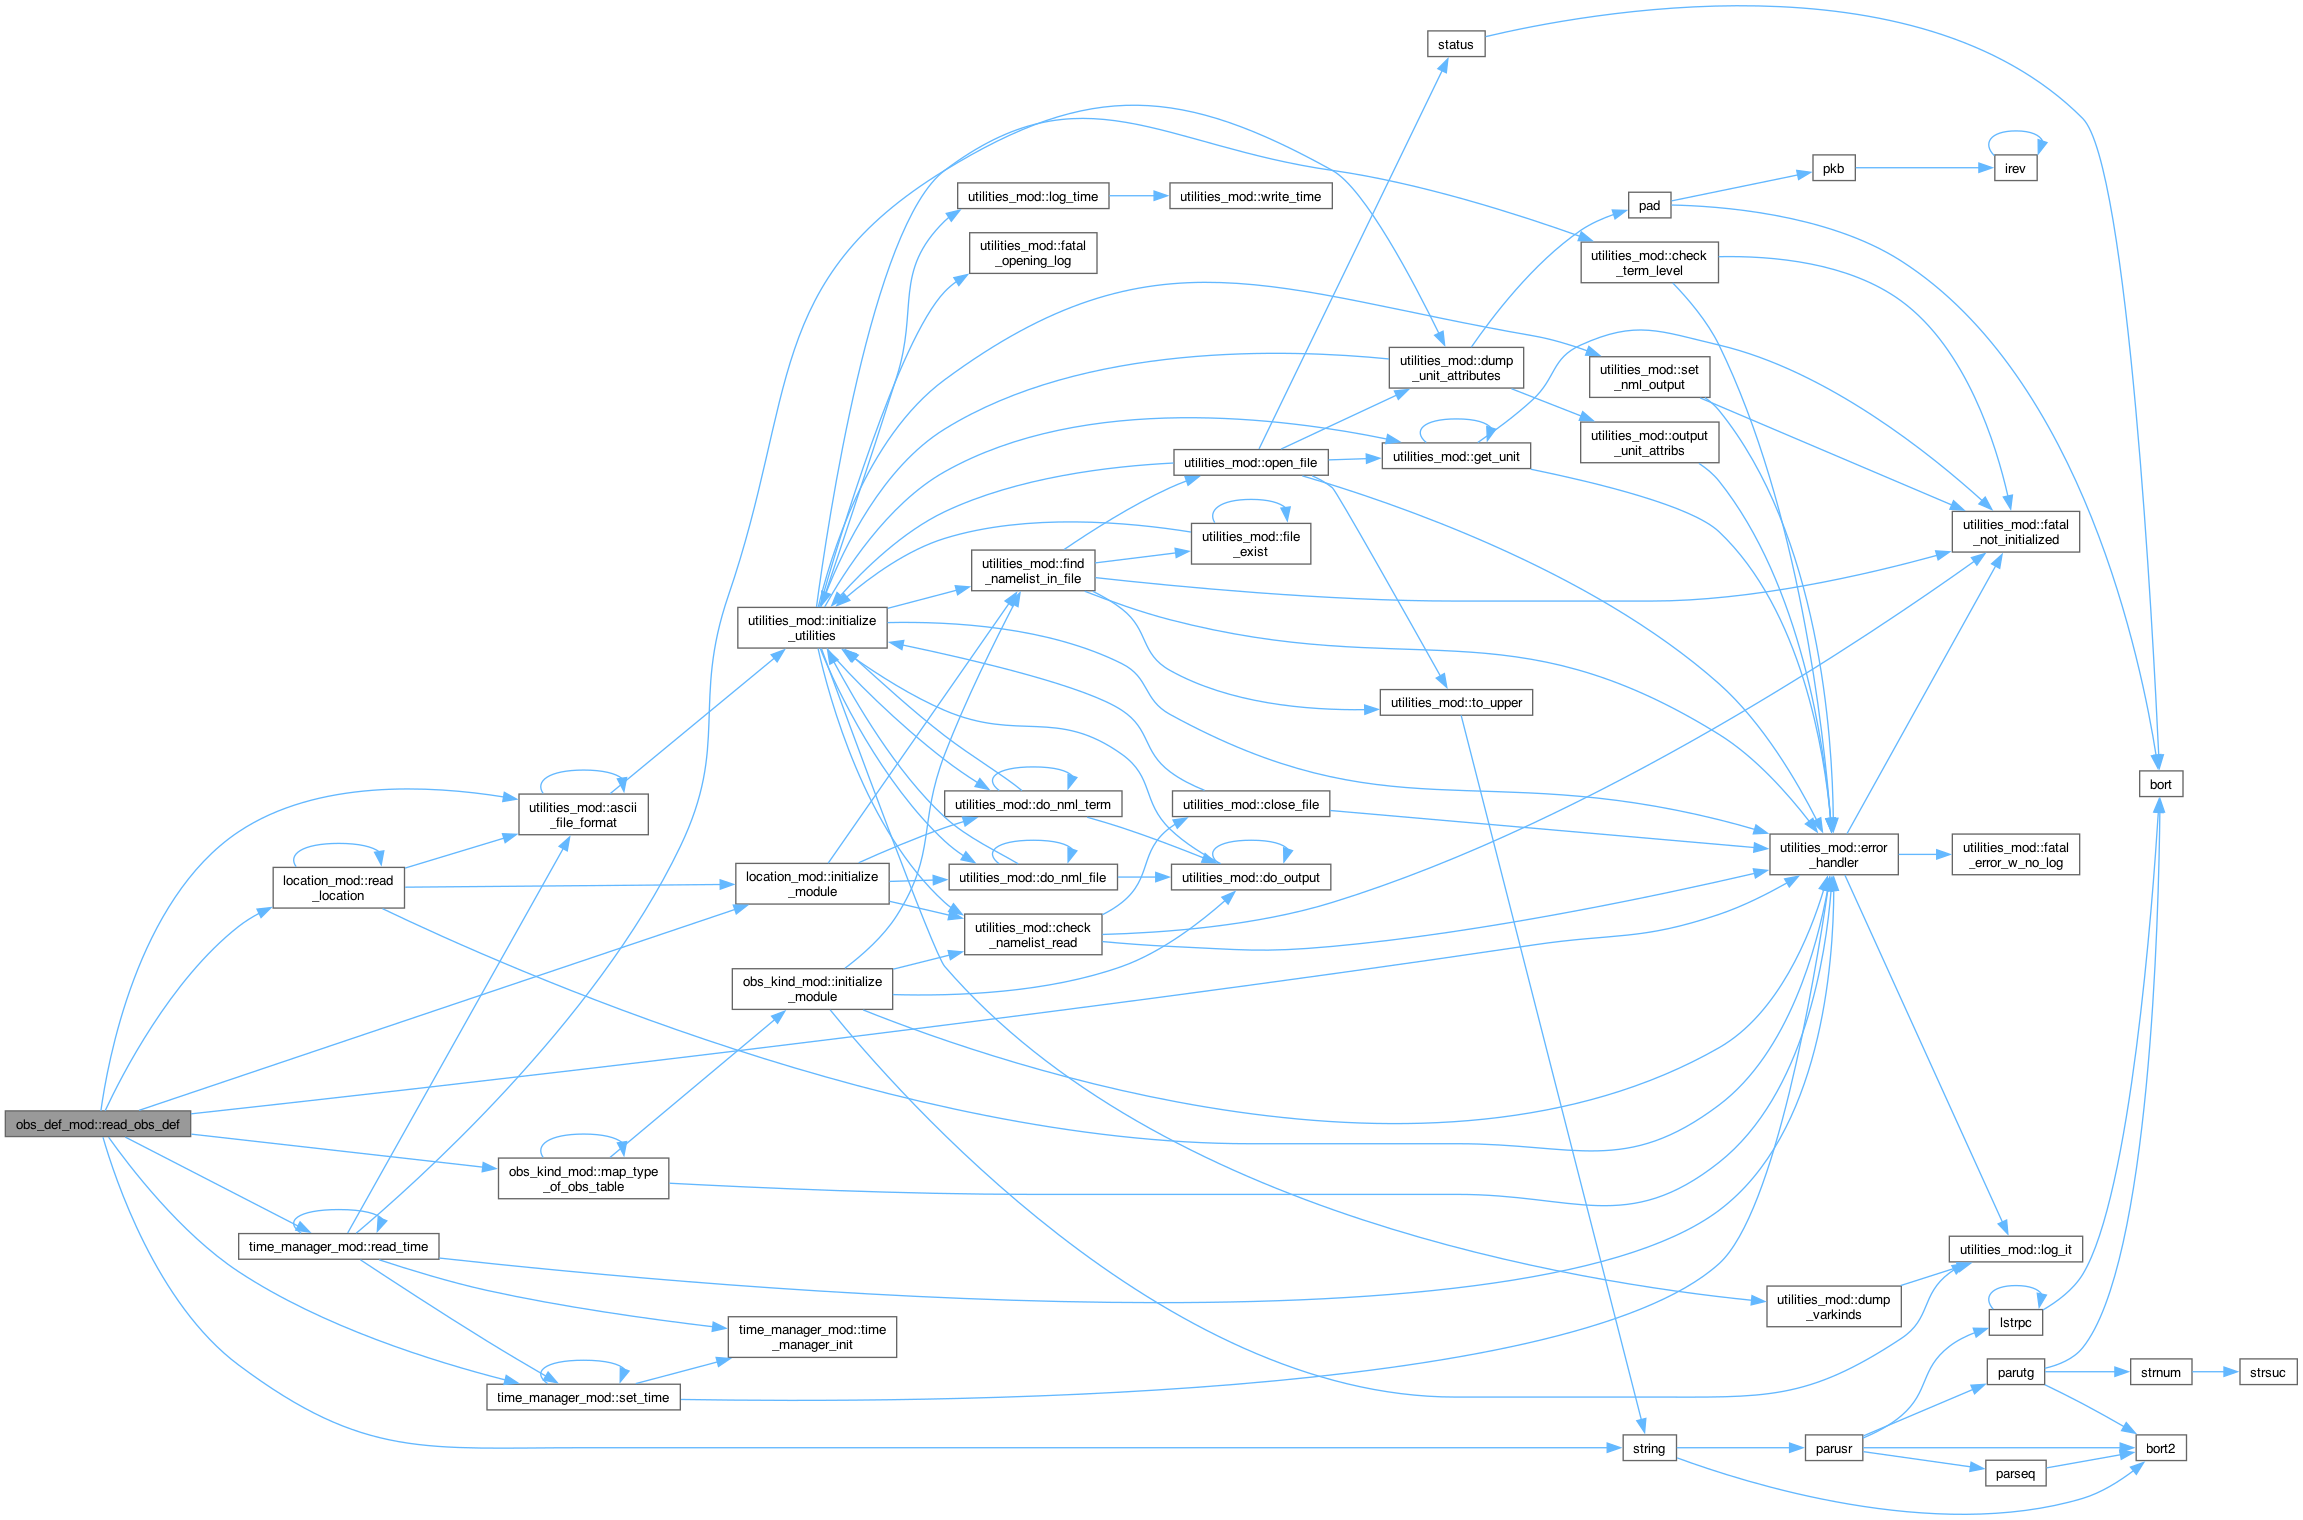 status
pkb
irev
utilities_mod::log_time
utilities_mod::write_time
pad
utilities_mod::fatal
_opening_log
utilities_mod::check
_term_level
utilities_mod::dump
_unit_attributes
utilities_mod::set
_nml_output
utilities_mod::output
_unit_attribs
utilities_mod::open_file
utilities_mod::get_unit
utilities_mod::file
_exist
utilities_mod::fatal
_not_initialized
utilities_mod::find
_namelist_in_file
utilities_mod::initialize
_utilities
utilities_mod::to_upper
bort
utilities_mod::ascii
_file_format
utilities_mod::do_nml_term
utilities_mod::close_file
utilities_mod::error
_handler
utilities_mod::fatal
_error_w_no_log
location_mod::read
_location
location_mod::initialize
_module
utilities_mod::do_nml_file
utilities_mod::do_output
utilities_mod::check
_namelist_read
obs_kind_mod::initialize
_module
obs_def_mod::read_obs_def
obs_kind_mod::map_type
_of_obs_table
time_manager_mod::read_time
utilities_mod::log_it
utilities_mod::dump
_varkinds
lstrpc
time_manager_mod::time
_manager_init
parutg
strnum
strsuc
time_manager_mod::set_time
string
parusr
bort2
parseq